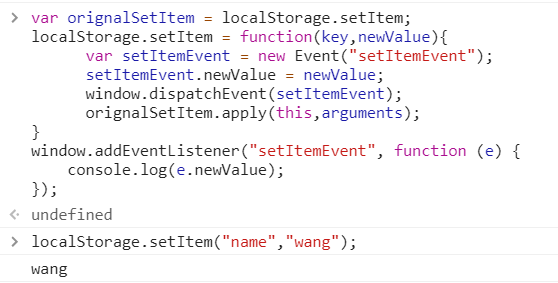 > var orignalSetItem = localStorage.setItem;
localStorage.setItem = function(key,newValue){
      var setItemEvent = new Event("setItemEvent");
      setItemEvent.newValue = newValue;
      window.dispatchEvent(setItemEvent);
      orignalSetItem.apply(this,arguments);
}
window.addEventListener("setItemEvent", function (e) {
    console.log(e.newValue);
});
undefined
> localStorage.setItem("name","wang");
wang